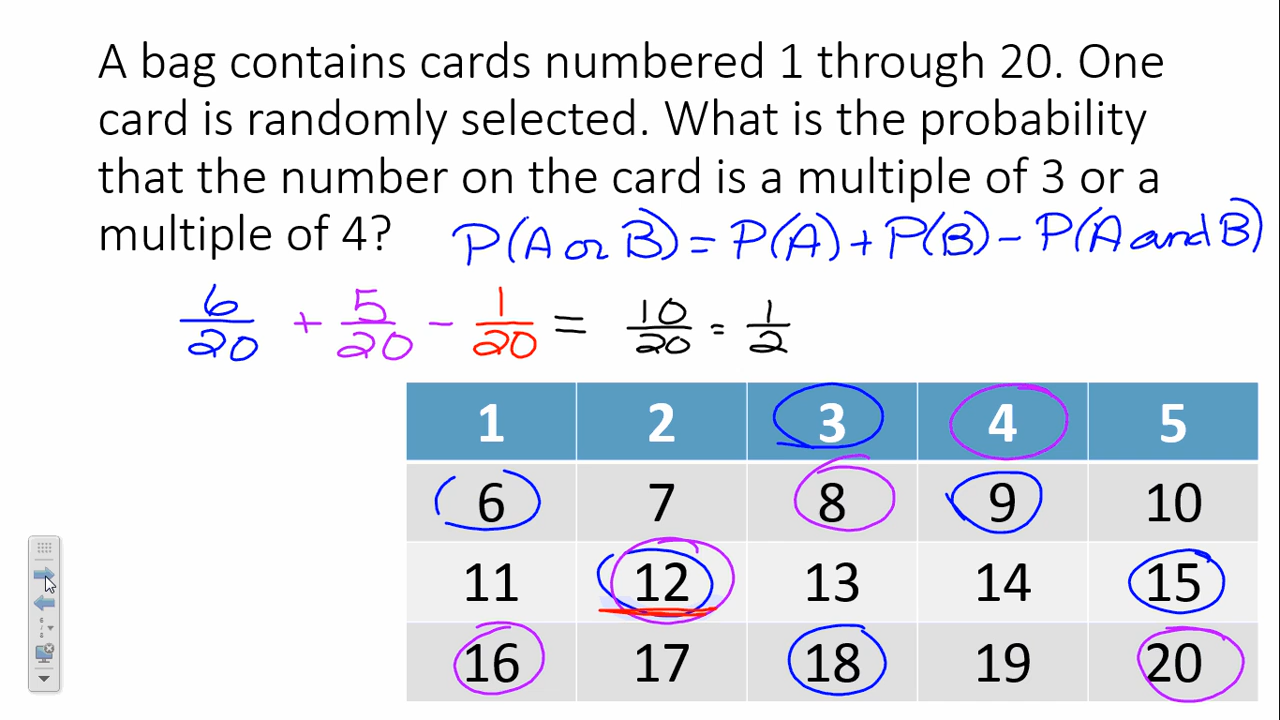 A bag contains cards numbered 1 through 20. One
card is randomly selected. What is the probability
that the number on the card is a multiple of 3 or a
multiple of 4? P(A or B) = P(A) + P(B) - P(A and B)
6/20 + 5/20 - 1/20 = 10/20 = 1/2
1 2 3 4 5
6 7 8 9 10
11 12 13 14 15
16 17 18 19 20